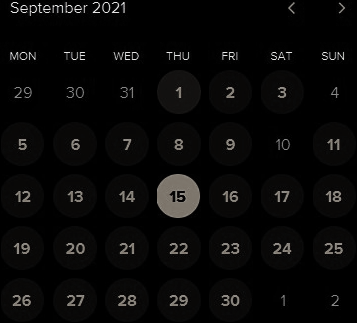 September 2021
MON TUE WED THU FRI SAT SUN
29 30 31 1 2 3 4
5 6 7 8 9 10 11
12 13 14 15 16 17 18
19 20 21 22 23 24 25
26 27 28 29 30 1 2